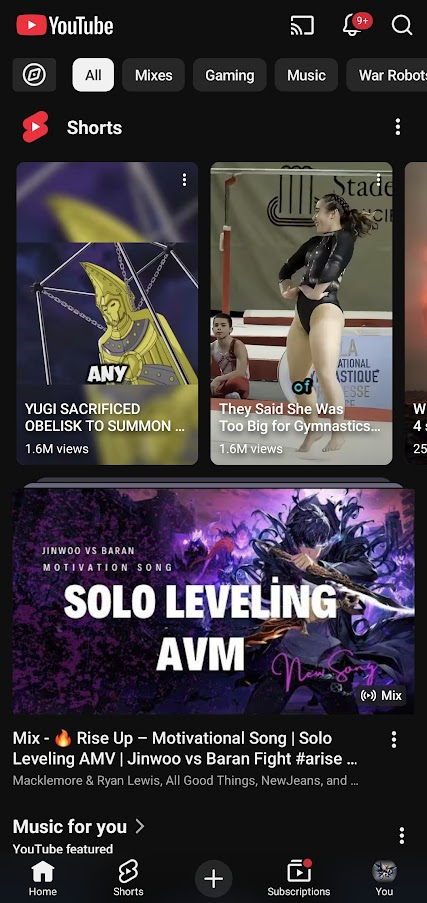 YouTube
9+
All
Mixes
Gaming
Music
War Robots
Shorts
ANY
YUGI SACRIFICED
OBELISK TO SUMMON ...
1.6M views
Stade
of
They Said She Was
Too Big for Gymnastics...
1.6M views
W
4 s
25
JINWOO VS BARAN
MOTIVATION SONG
SOLO LEVELİNG
AVM
New Song
Mix
Mix - 🔥 Rise Up – Motivational Song | Solo
Leveling AMV | Jinwoo vs Baran Fight #arise ...
Macklemore & Ryan Lewis, All Good Things, NewJeans, and ...
Music for you
YouTube featured
Home
Shorts
Subscriptions
You